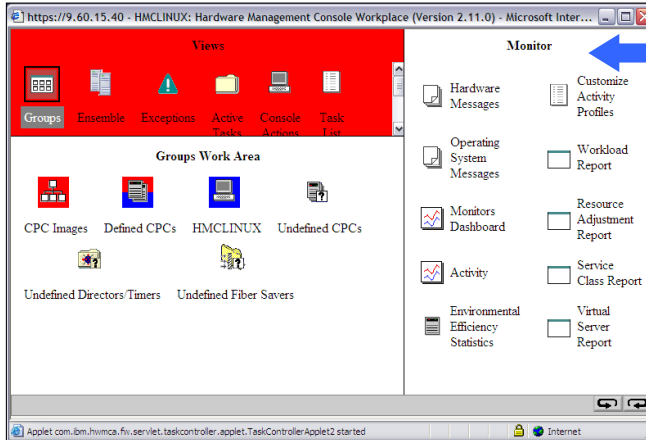 https://9.60.15.40 - HMCLINUX: Hardware Management Console Workplace (Version 2.11.0) - Microsoft Inter...
Views
Groups
Ensemble
Exceptions
Active Tasks
Console Actions
Task List
Groups Work Area
CPC Images
Defined CPCs
HMCLINUX
Undefined CPCs
Undefined Directors/Timers
Undefined Fiber Savers
Monitor
Hardware
Messages
Customize
Activity
Profiles
Operating
System
Messages
Workload
Report
Monitors
Dashboard
Resource
Adjustment
Report
Activity
Service
Class Report
Environmental
Efficiency
Statistics
Virtual
Server
Report
Applet com.ibm.hwmca.fw.servlet.taskcontroller.applet.TaskControllerApplet2 started
Internet